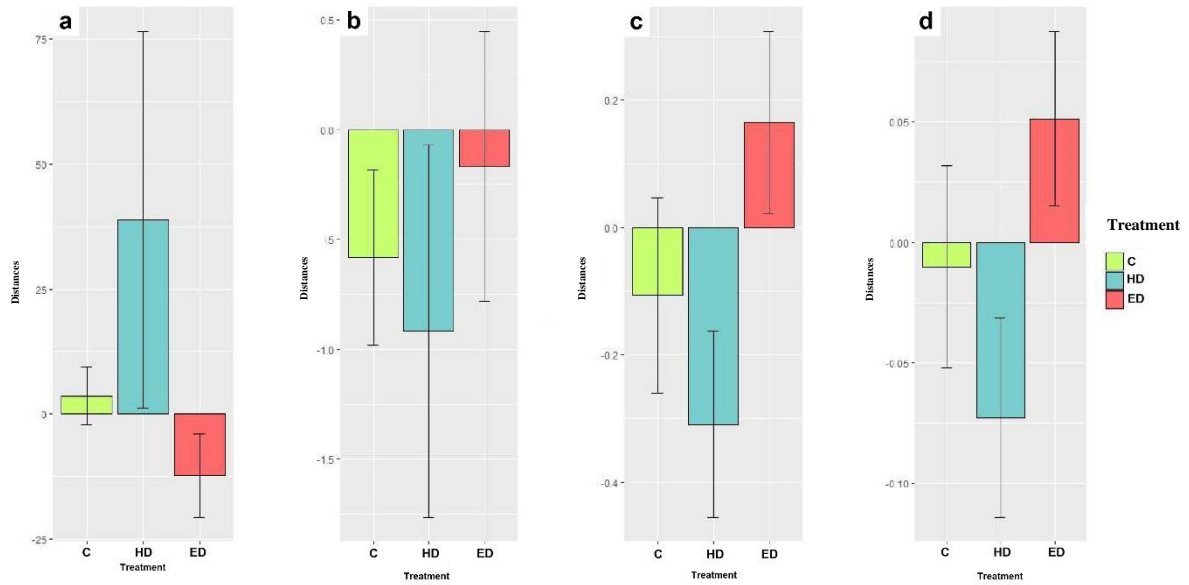 a
75
50
25
0
-25
Distances
C HD ED
Treatment
b
0.5
0.0
-.5
-1.0
-1.5
Distances
C HD ED
Treatment
c
0.2
0.0
-0.2
-0.4
Distances
C HD ED
Treatment
d
0.05
0.00
-0.05
-0.10
Distances
C HD ED
Treatment
Treatment
C
HD
ED